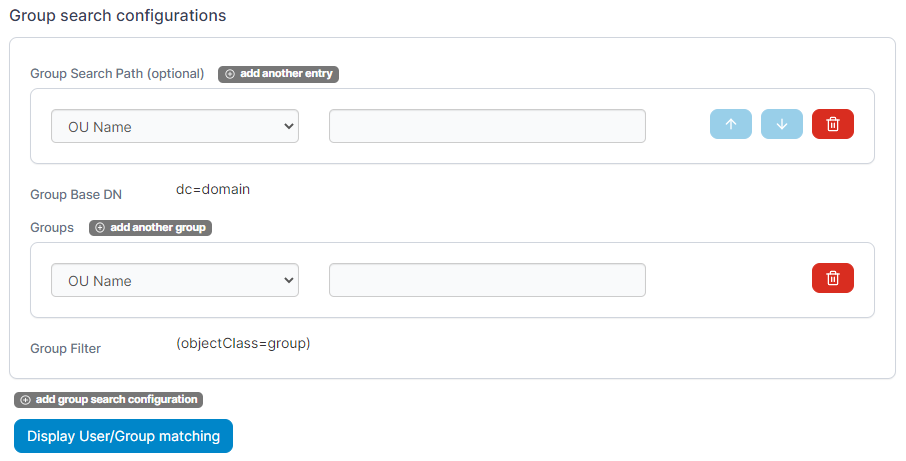 Group search configurations
Group Search Path (optional) add another entry
OU Name
Group Base DN dc=domain
Groups add another group
OU Name
Group Filter (objectClass=group)
add group search configuration
Display User/Group matching